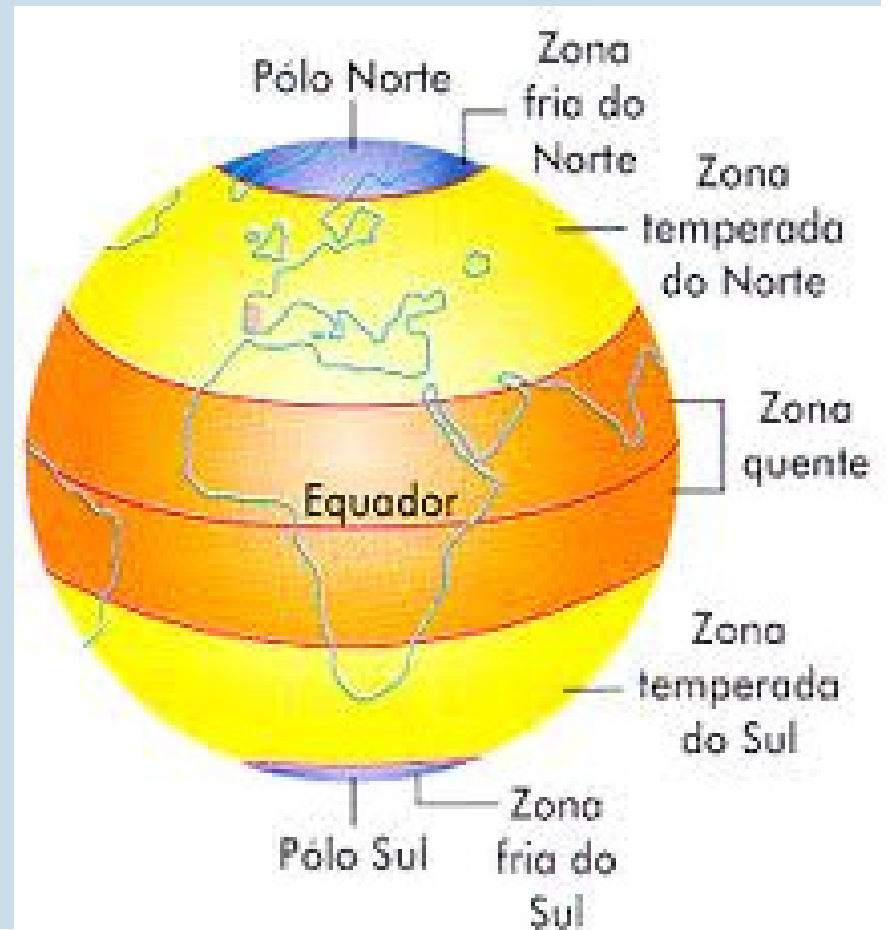 Pólo Norte
Zona
fria do
Norte
Zona
temperada
do Norte
Zona
quente
Equador
Zona
temperada
do Sul
Pólo Sul
Zona
fria do
Sul